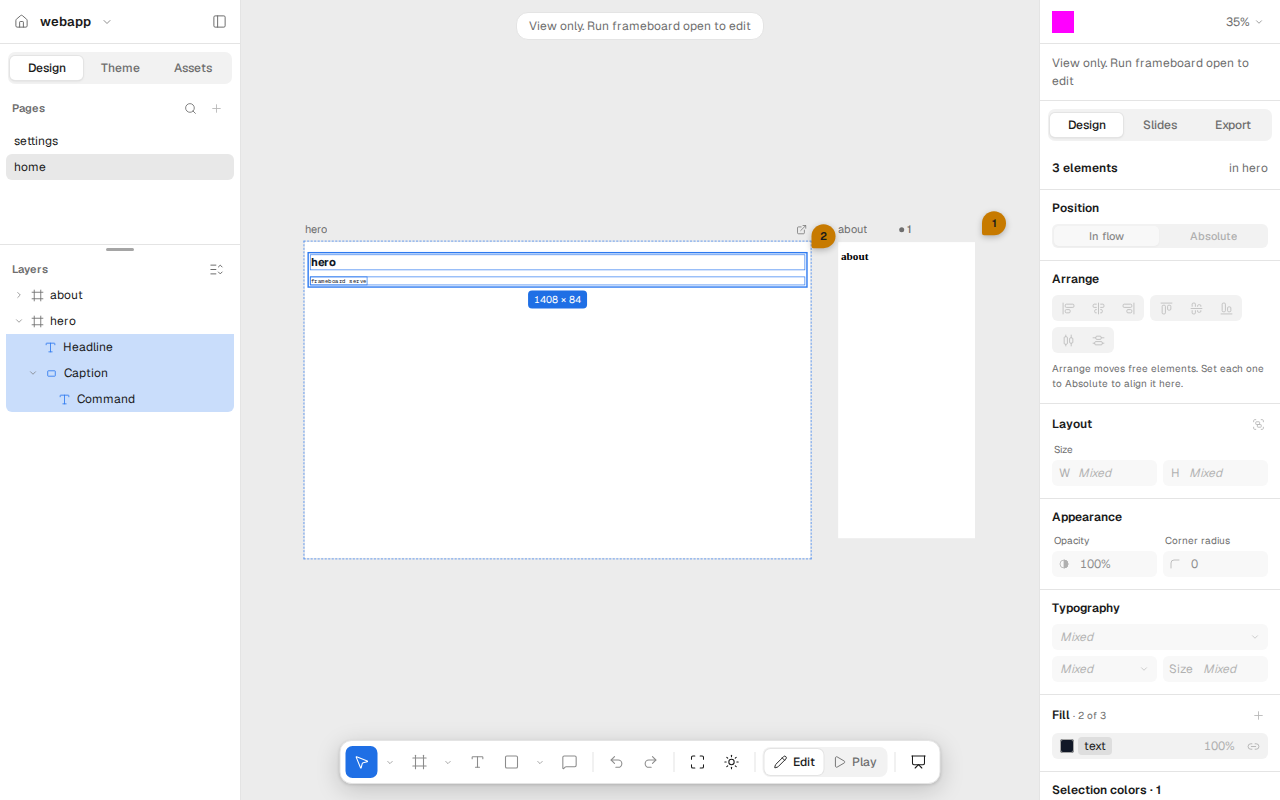 webapp
View only. Run frameboard open to edit
35%
View only. Run frameboard open to
edit
Design
Theme
Assets
Design
Slides
Export
Pages
settings
home
3 elements
in hero
Position
In flow
Absolute
hero
2
about
1
1
hero
about
frameboard serve
1408 × 84
Layers
about
hero
Headline
Caption
Command
Arrange
Arrange moves free elements. Set each one
to Absolute to align it here.
Layout
Size
W Mixed
H Mixed
Appearance
Opacity
Corner radius
100%
0
Typography
Mixed
Mixed
Size Mixed
Fill · 2 of 3
text
100%
Selection colors · 1
Edit
Play